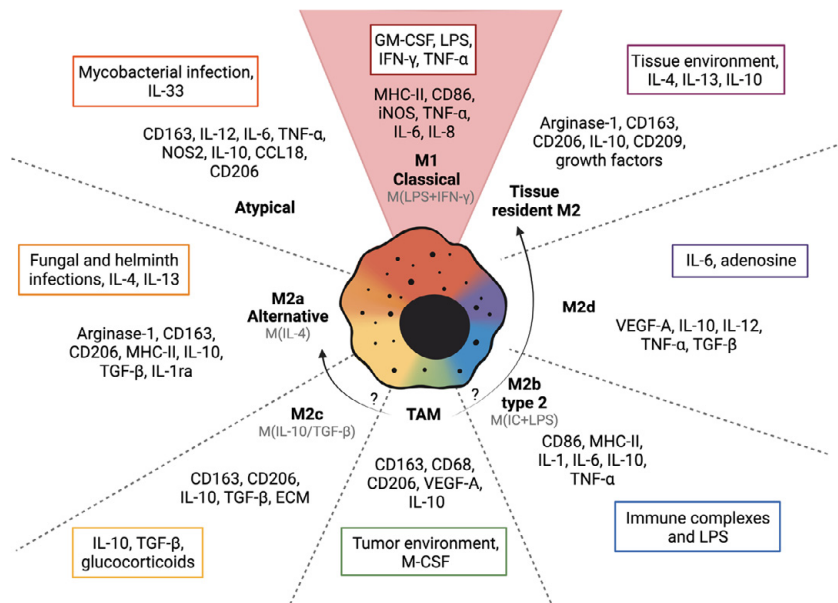 GM-CSF, LPS,
IFN-γ, TNF-α
MHC-II, CD86,
iNOS, TNF-α,
IL-6, IL-8
M1
Classical
M(LPS+IFN-γ)
Tissue environment,
IL-4, IL-13, IL-10
Arginase-1, CD163,
CD206, IL-10, CD209,
growth factors
Tissue
resident M2
IL-6, adenosine
M2d
VEGF-A, IL-10, IL-12,
TNF-α, TGF-β
M2b
type 2
M(IC+LPS)
CD86, MHC-II,
IL-1, IL-6, IL-10,
TNF-α
Immune complexes
and LPS
?
TAM
?
CD163, CD68,
CD206, VEGF-A,
IL-10
Tumor environment,
M-CSF
M2c
M(IL-10/TGF-β)
CD163, CD206,
IL-10, TGF-β, ECM
IL-10, TGF-β,
glucocorticoids
Fungal and helminth
infections, IL-4, IL-13
M2a
Alternative
M(IL-4)
Arginase-1, CD163,
CD206, MHC-II, IL-10,
TGF-β, IL-1ra
Mycobacterial infection,
IL-33
CD163, IL-12, IL-6, TNF-α,
NOS2, IL-10, CCL18,
CD206
Atypical